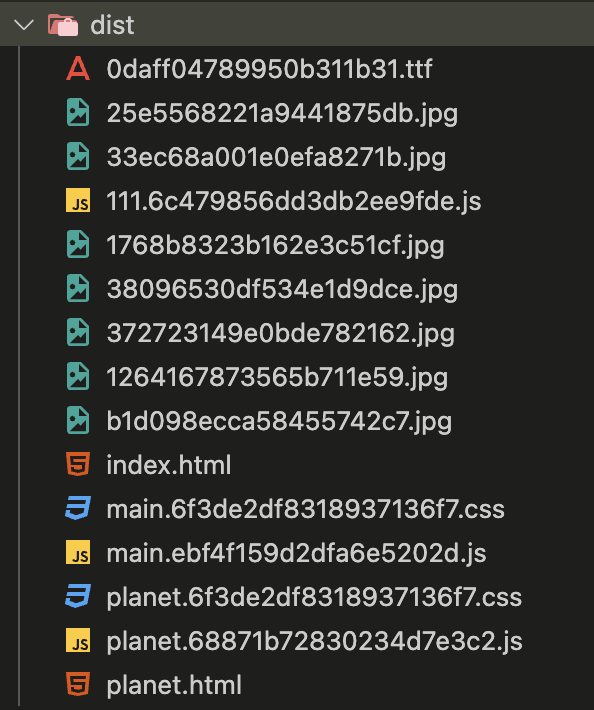 dist
0daff04789950b311b31.ttf
25e5568221a9441875db.jpg
33ec68a001e0efa8271b.jpg
111.6c479856dd3db2ee9fde.js
1768b8323b162e3c51cf.jpg
38096530df534e1d9dce.jpg
372723149e0bde782162.jpg
1264167873565b711e59.jpg
b1d098ecca58455742c7.jpg
index.html
main.6f3de2df8318937136f7.css
main.ebf4f159d2dfa6e5202d.js
planet.6f3de2df8318937136f7.css
planet.68871b72830234d7e3c2.js
planet.html